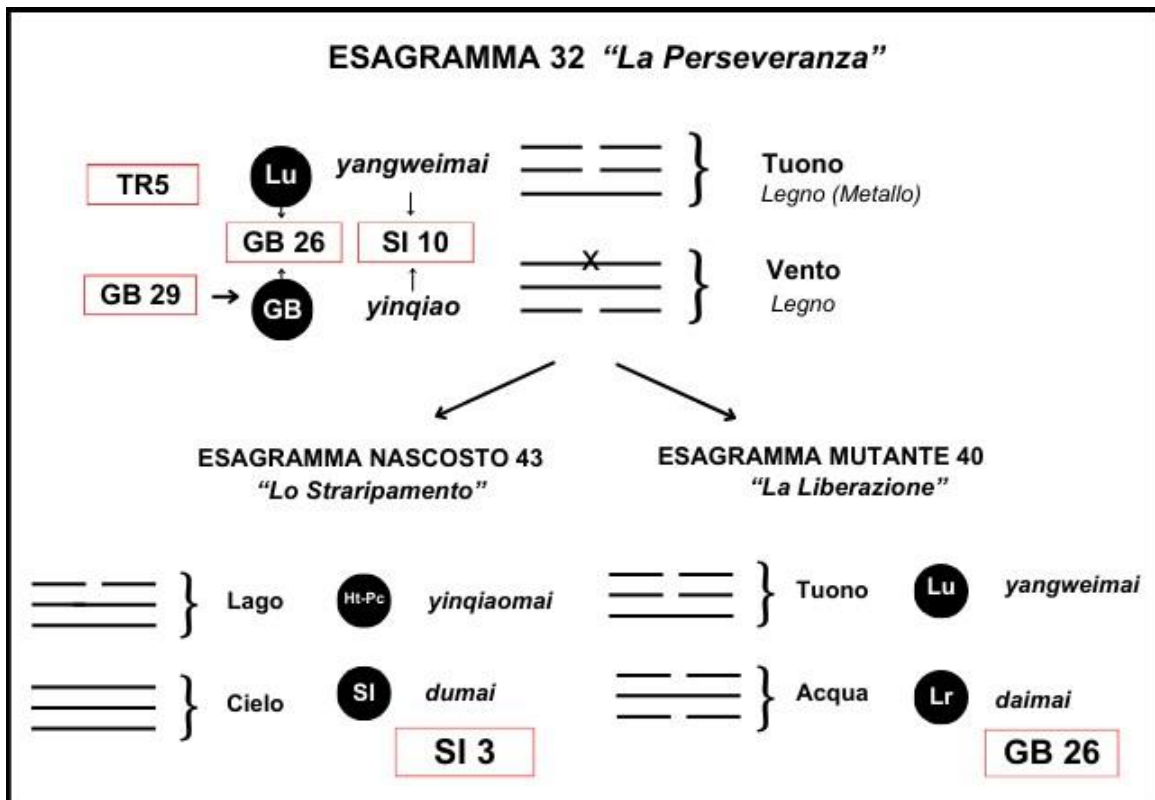 ESAGRAMMA 32 "La Perseveranza"
TR5
Lu
yangweimai
Tuono
Legno (Metallo)
GB 26
SI 10
GB 29
GB
yinqiao
X
Vento
Legno
ESAGRAMMA NASCOSTO 43
"Lo Straripamento"
ESAGRAMMA MUTANTE 40
"La Liberazione"
Lago
Ht-Pc
yinqiaomai
Cielo
SI
dumai
SI 3
Tuono
Lu
yangweimai
Acqua
Lr
daimai
GB 26